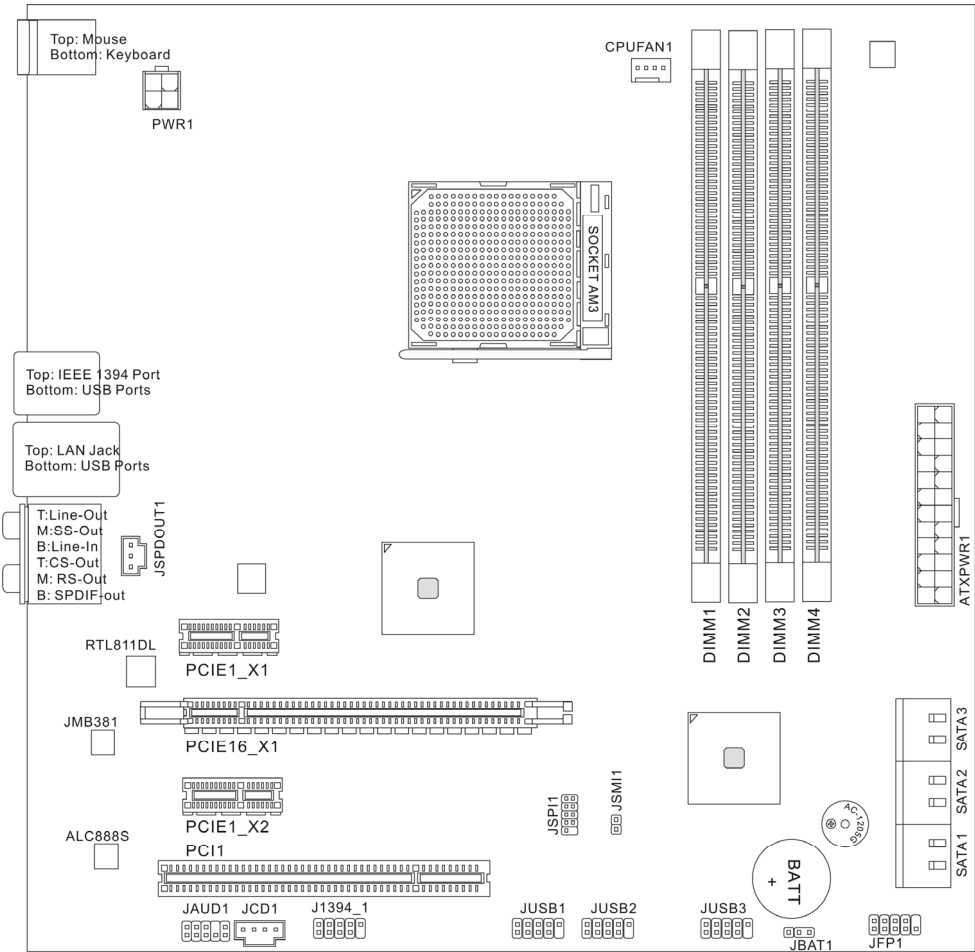 Top: Mouse
Bottom: Keyboard
CPUFAN1
PWR1
SOCKET AM3
Top: IEEE 1394 Port
Bottom: USB Ports
Top: LAN Jack
Bottom: USB Ports
T:Line-Out
M:SS-Out
B:Line-In
T:CS-Out
M: RS-Out
B: SPDIF-out
JSPDOUT1
ATXPWR1
DIMM1
DIMM2
DIMM3
DIMM4
RTL811DL
PCIE1_X1
JMB381
PCIE16_X1
SATA3
SATA2
SATA1
JSPI1
JSMI1
AC-1205G
PCIE1_X2
ALC888S
PCI1
BATT
+
JAUD1
JCD1
J1394_1
JUSB1
JUSB2
JUSB3
JBAT1
JFP1